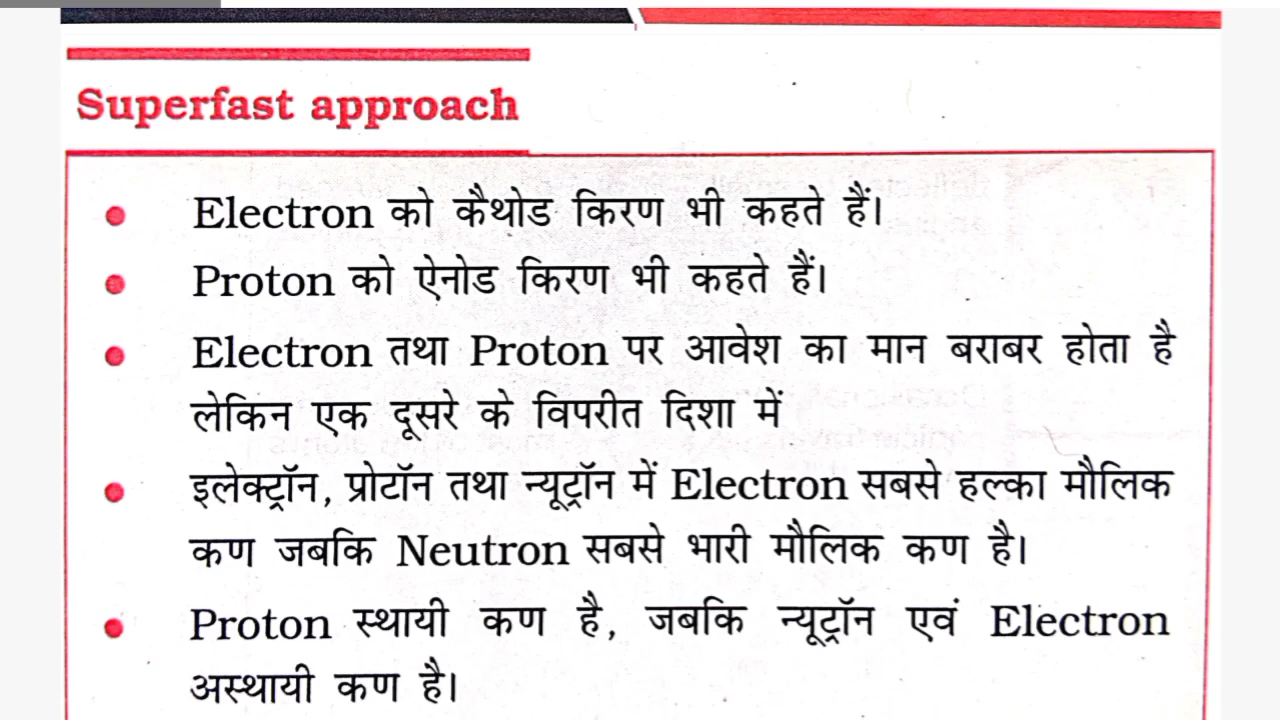 Superfast approach
• Electron को कैथोड किरण भी कहते हैं।
• Proton को ऐनोड किरण भी कहते हैं।
• Electron तथा Proton पर आवेश का मान बराबर होता है
लेकिन एक दूसरे के विपरीत दिशा में
• इलेक्ट्रॉन, प्रोटॉन तथा न्यूट्रॉन में Electron सबसे हल्का मौलिक
कण जबकि Neutron सबसे भारी मौलिक कण है।
• Proton स्थायी कण है, जबकि न्यूट्रॉन एवं Electron
अस्थायी कण है।